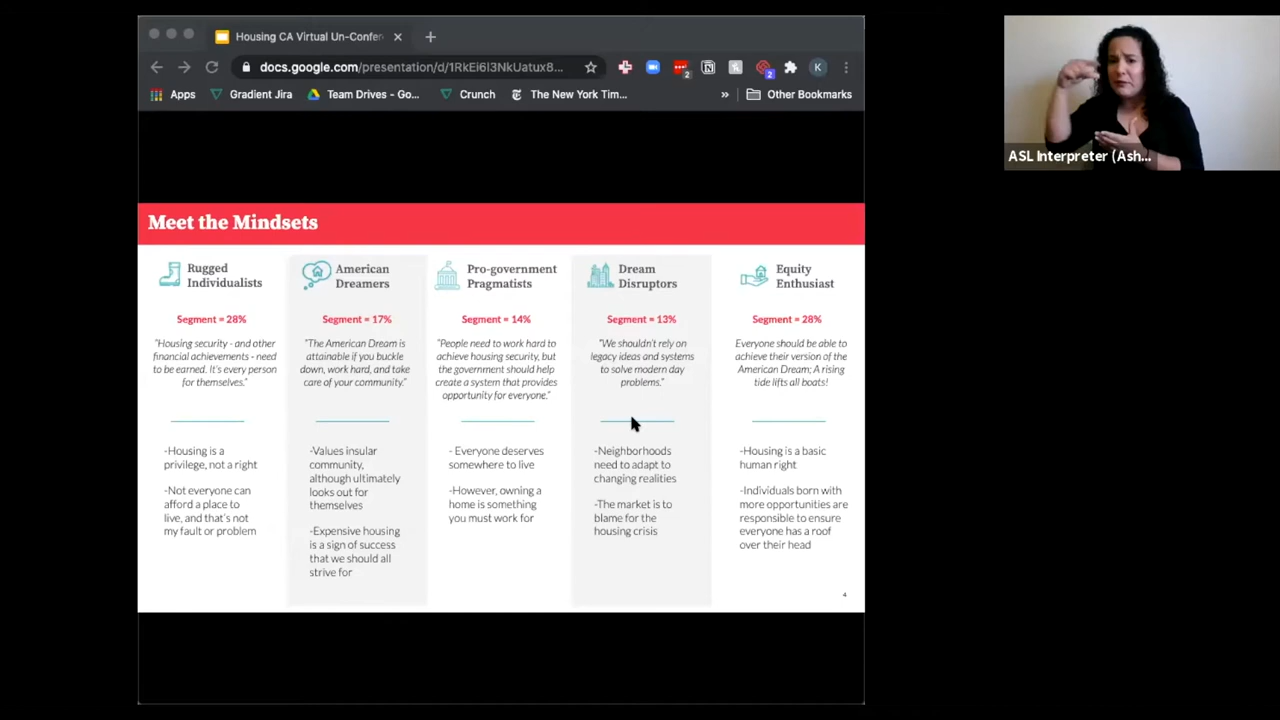 Housing CA Virtual Un-Confer
docs.google.com/presentation/d/1RkEi6I3NkUatux8...
2
2
K
Apps
Gradient Jira
Team Drives - Go...
Crunch
The New York Tim...
»
Other Bookmarks
ASL Interpreter (Ash...
Meet the Mindsets
Rugged
Individualists
Segment = 28%
"Housing security - and other
financial achievements - need
to be earned. It's every person
for themselves."
-Housing is a
privilege, not a right
-Not everyone can
afford a place to
live, and that's not
my fault or problem
American
Dreamers
Segment = 17%
"The American Dream is
attainable if you buckle
down, work hard, and take
care of your community."
-Values insular
community,
although ultimately
looks out for
themselves
-Expensive housing
is a sign of success
that we should all
strive for
Pro-government
Pragmatists
Segment = 14%
"People need to work hard to
achieve housing security, but
the government should help
create a system that provides
opportunity for everyone."
- Everyone deserves
somewhere to live
-However, owning a
home is something
you must work for
Dream
Disruptors
Segment = 13%
"We shouldn't rely on
legacy ideas and systems
to solve modern day
problems."
-Neighborhoods
need to adapt to
changing realities
-The market is to
blame for the
housing crisis
Equity
Enthusiast
Segment = 28%
Everyone should be able to
achieve their version of the
American Dream; A rising
tide lifts all boats!
-Housing is a basic
human right
-Individuals born with
more opportunities are
responsible to ensure
everyone has a roof
over their head
4